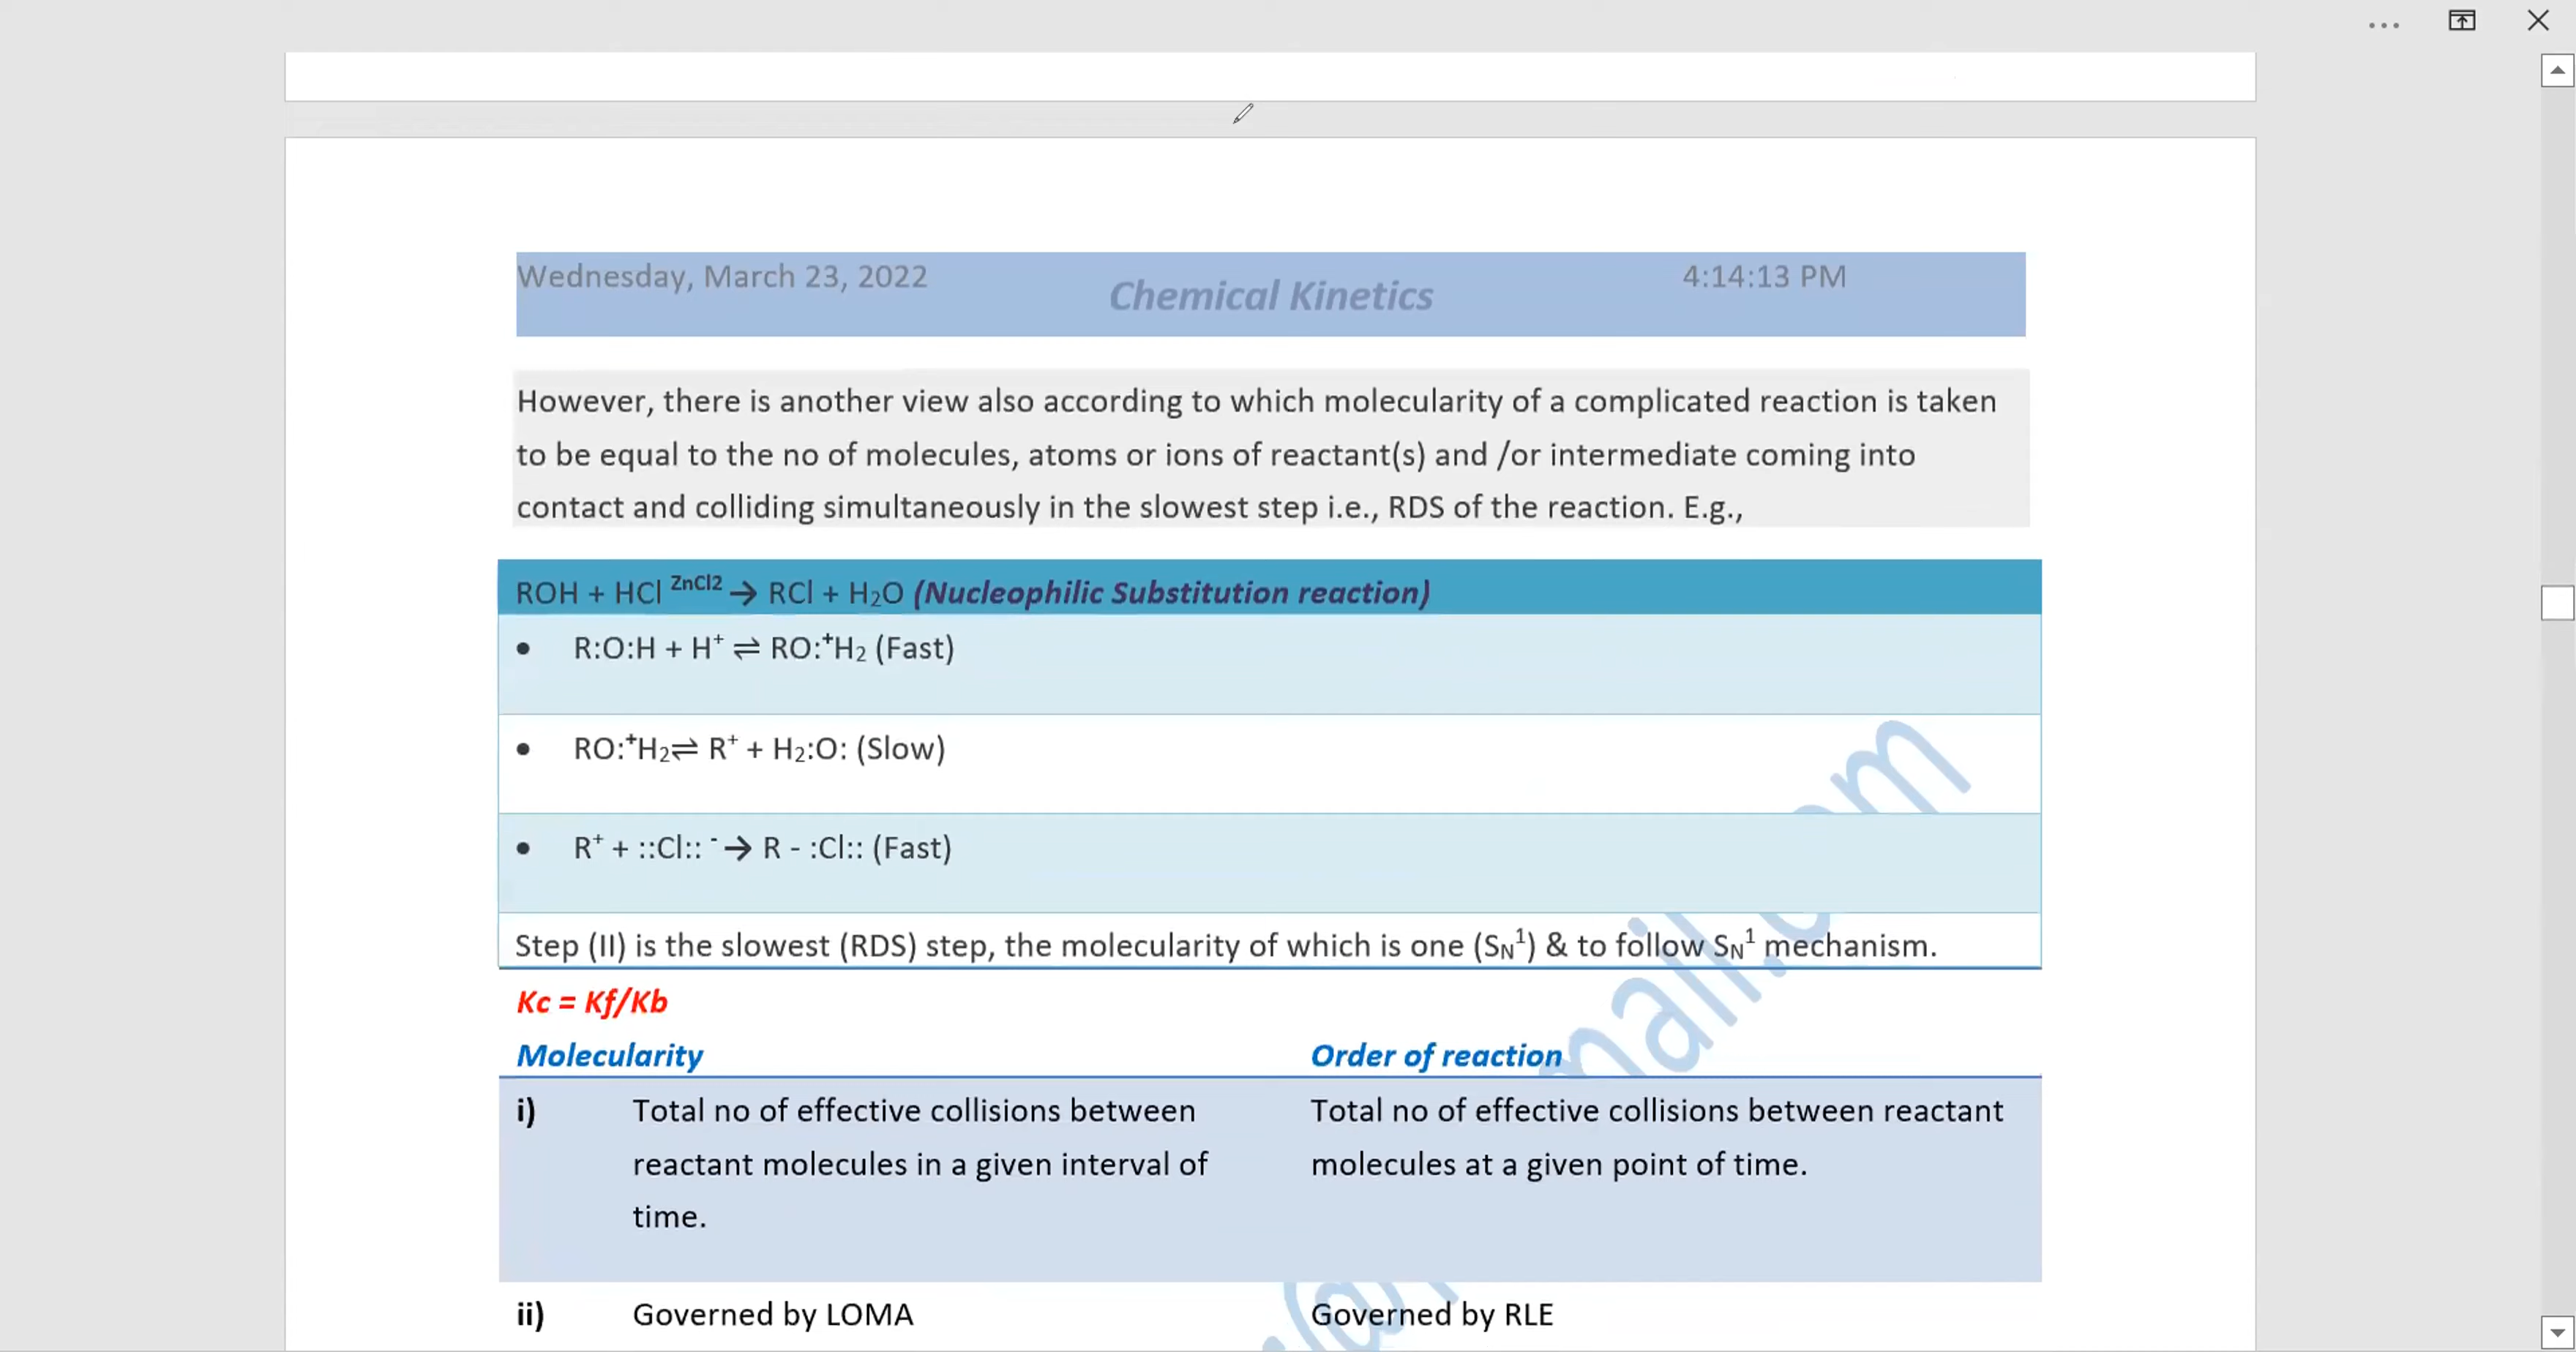 Wednesday, March 23, 2022 Chemical Kinetics 4:14:13 PM
However, there is another view also according to which molecularity of a complicated reaction is taken
to be equal to the no of molecules, atoms or ions of reactant(s) and /or intermediate coming into
contact and colliding simultaneously in the slowest step i.e., RDS of the reaction. E.g.,
ROH + HCl ᶻⁿᶜˡ² → RCl + H₂O (Nucleophilic Substitution reaction)
• R:O:H + H⁺ ⇌ RO:⁺H₂ (Fast)
• RO:⁺H₂⇌ R⁺ + H₂:O: (Slow)
• R⁺ + ::Cl:: ⁻→ R - :Cl:: (Fast)
Step (II) is the slowest (RDS) step, the molecularity of which is one (S_N¹) & to follow S_N¹ mechanism.
Kc = Kf/Kb
Molecularity Order of reaction
i) Total no of effective collisions between Total no of effective collisions between reactant
reactant molecules in a given interval of molecules at a given point of time.
time.
ii) Governed by LOMA Governed by RLE